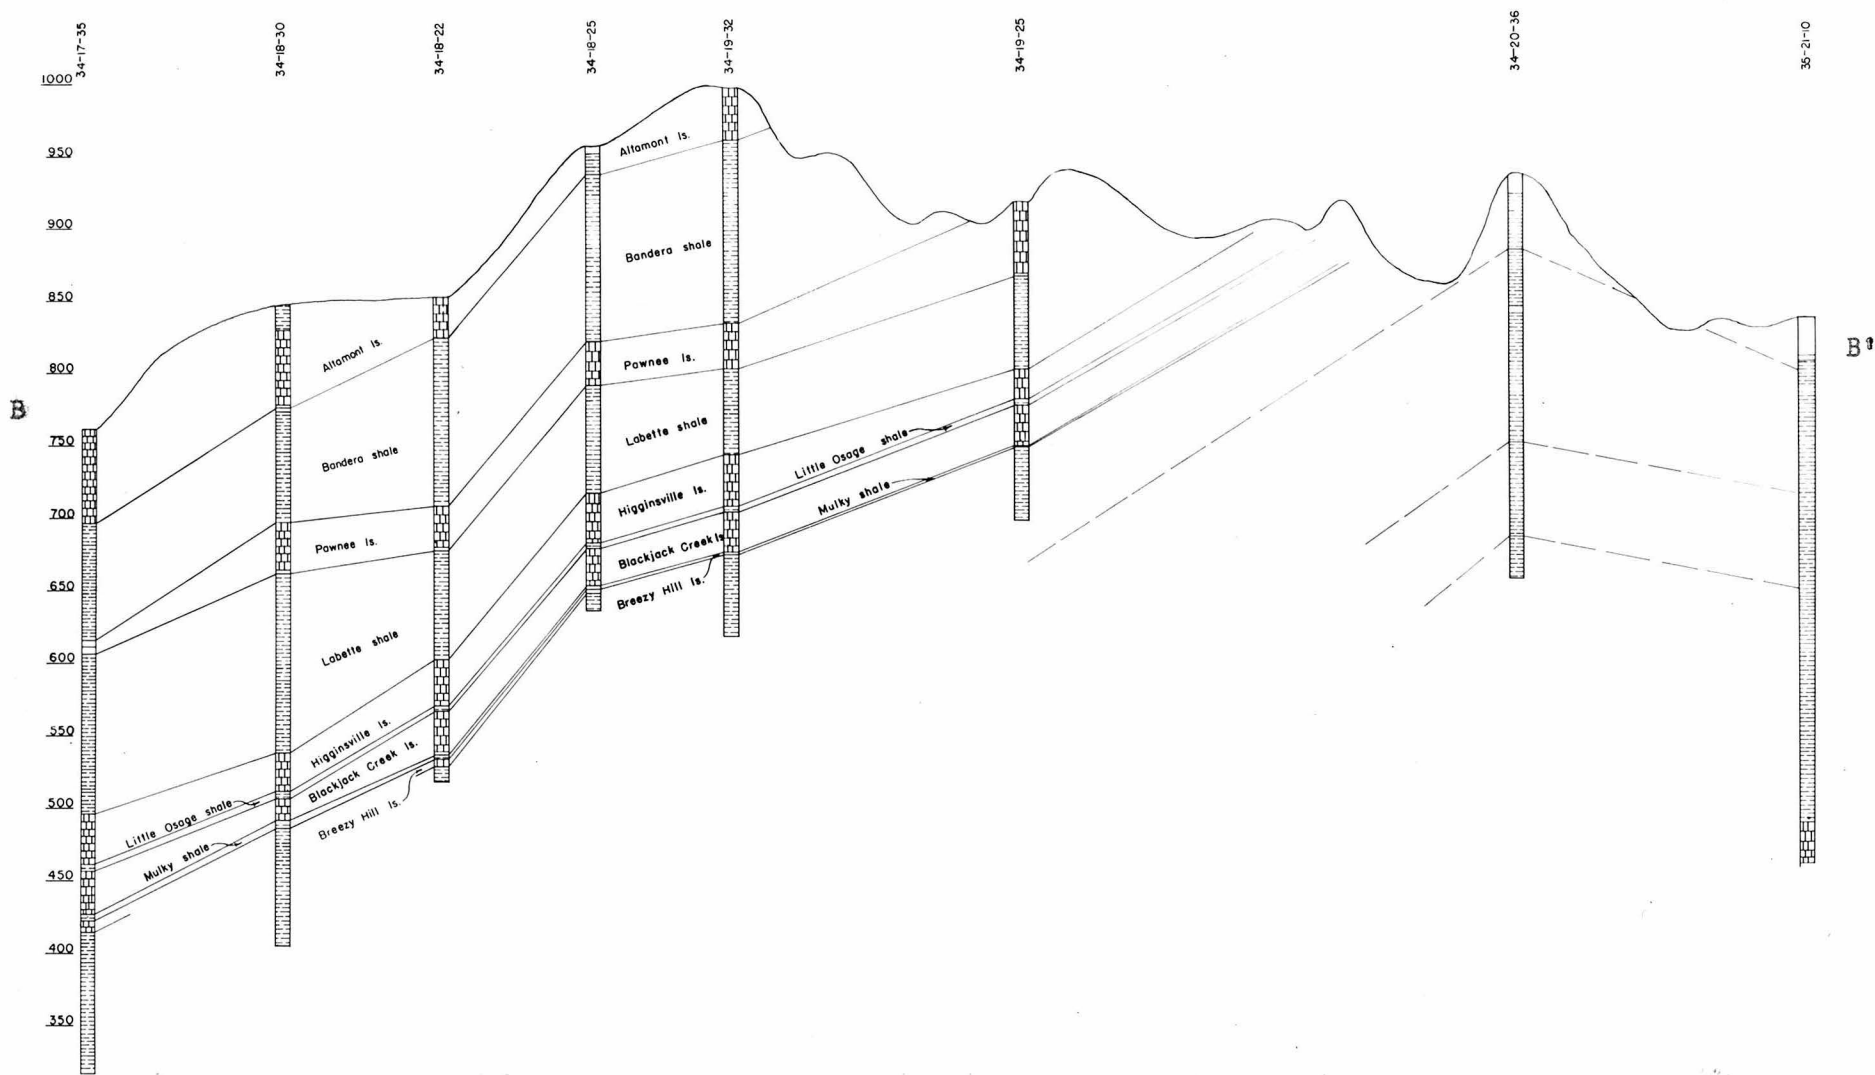 34-17-35
34-18-30
34-18-22
34-18-25
34-19-32
34-19-25
34-20-36
35-21-10
1000
950
900
850
800
750
700
650
600
550
500
450
400
350
B
B'
Altamont ls.
Bandera shale
Pawnee ls.
Labette shale
Higginsville ls.
Little Osage shale
Blackjack Creek ls.
Mulky shale
Breezy Hill ls.
Altamont ls.
Bandera shale
Pawnee ls.
Labette shale
Higginsville ls.
Little Osage shale
Mulky shale
Blackjack Creek ls
Breezy Hill ls.